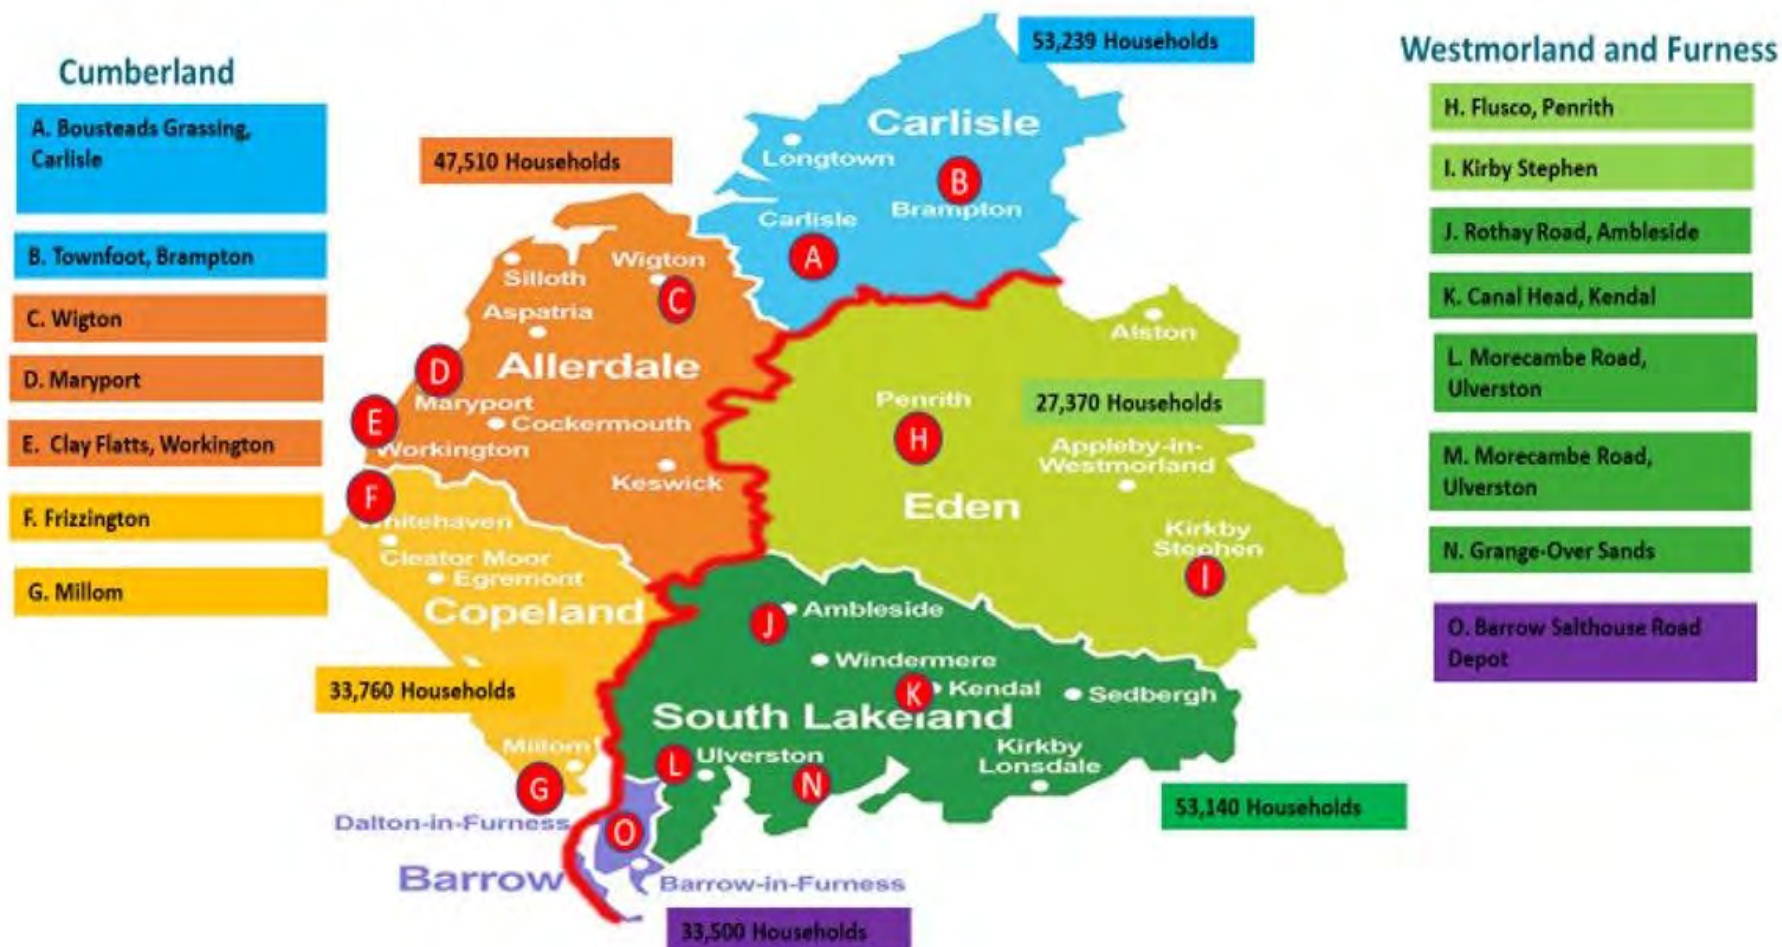 Cumberland
A. Bousteads Grassing,
Carlisle
B. Townfoot, Brampton
C. Wigton
D. Maryport
E. Clay Flatts, Workington
F. Frizzington
G. Millom
53,239 Households
47,510 Households
Carlisle
Longtown
B
Brampton
Carlisle
A
Wigton
Silloth
C
Aspatria
Allerdale
D
Maryport
E
Cockermouth
Workington
Keswick
F
Whitehaven
Cleator Moor
Egremont
Copeland
33,760 Households
Millom
G
Alston
Penrith
27,370 Households
H
Appleby-in-
Westmorland
Eden
Kirkby
Stephen
I
J
Ambleside
Windermere
K
Kendal
Sedbergh
South Lakeland
L
Ulverston
N
Kirkby
Lonsdale
53,140 Households
Dalton-in-Furness
O
Barrow
Barrow-in-Furness
33,500 Households
Westmorland and Furness
H. Flusco, Penrith
I. Kirby Stephen
J. Rothay Road, Ambleside
K. Canal Head, Kendal
L. Morecambe Road,
Ulverston
M. Morecambe Road,
Ulverston
N. Grange-Over Sands
O. Barrow Salthouse Road
Depot